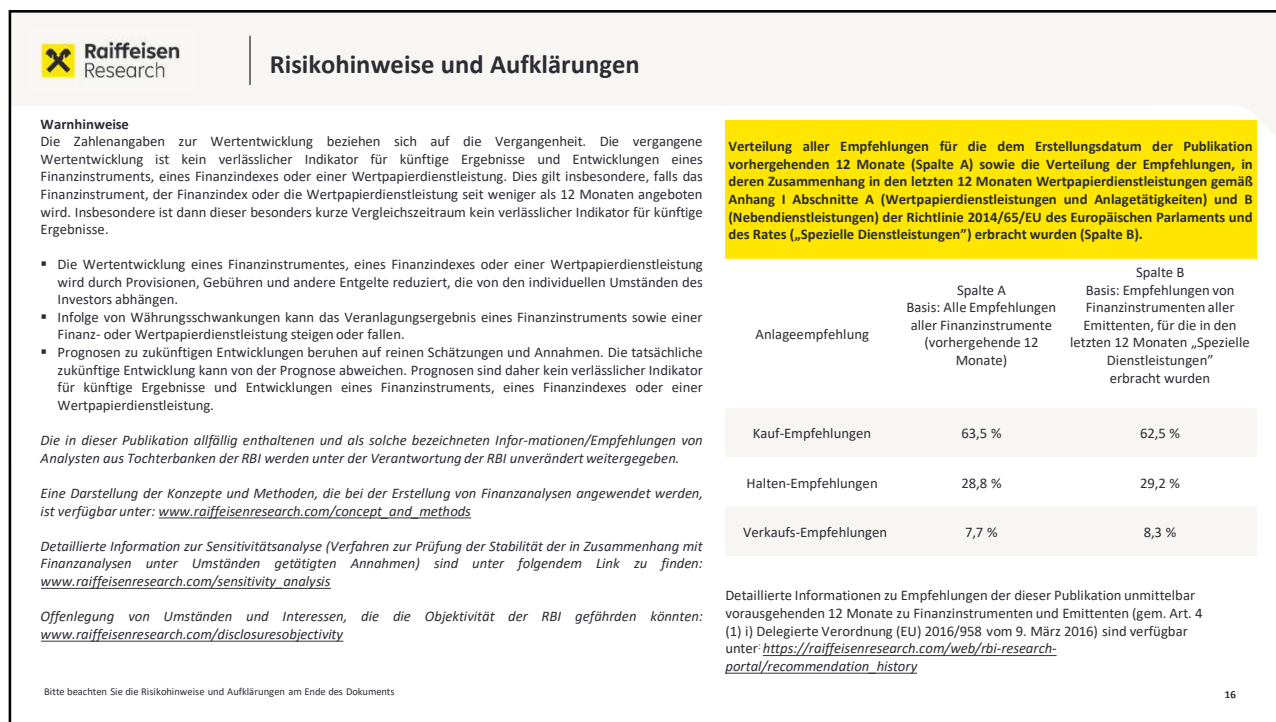 Raiffeisen
Research
Risikohinweise und Aufklärungen
Warnhinweise
Die Zahlenangaben zur Wertentwicklung beziehen sich auf die Vergangenheit. Die vergangene
Wertentwicklung ist kein verlässlicher Indikator für künftige Ergebnisse und Entwicklungen eines
Finanzinstruments, eines Finanzindexes oder einer Wertpapierdienstleistung. Dies gilt insbesondere, falls das
Finanzinstrument, der Finanzindex oder die Wertpapierdienstleistung seit weniger als 12 Monaten angeboten
wird. Insbesondere ist dann dieser besonders kurze Vergleichszeitraum kein verlässlicher Indikator für künftige
Ergebnisse.
▪ Die Wertentwicklung eines Finanzinstrumentes, eines Finanzindexes oder einer Wertpapierdienstleistung
wird durch Provisionen, Gebühren und andere Entgelte reduziert, die von den individuellen Umständen des
Investors abhängen.
▪ Infolge von Währungsschwankungen kann das Veranlagungsergebnis eines Finanzinstruments sowie einer
Finanz- oder Wertpapierdienstleistung steigen oder fallen.
▪ Prognosen zu zukünftigen Entwicklungen beruhen auf reinen Schätzungen und Annahmen. Die tatsächliche
zukünftige Entwicklung kann von der Prognose abweichen. Prognosen sind daher kein verlässlicher Indikator
für künftige Ergebnisse und Entwicklungen eines Finanzinstruments, eines Finanzindexes oder einer
Wertpapierdienstleistung.
Die in dieser Publikation allfällig enthaltenen und als solche bezeichneten Infor-mationen/Empfehlungen von
Analysten aus Tochterbanken der RBI werden unter der Verantwortung der RBI unverändert weitergegeben.
Eine Darstellung der Konzepte und Methoden, die bei der Erstellung von Finanzanalysen angewendet werden,
ist verfügbar unter: www.raiffeisenresearch.com/concept_and_methods
Detaillierte Information zur Sensitivitätsanalyse (Verfahren zur Prüfung der Stabilität der in Zusammenhang mit
Finanzanalysen unter Umständen getätigten Annahmen) sind unter folgendem Link zu finden:
www.raiffeisenresearch.com/sensitivity_analysis
Offenlegung von Umständen und Interessen, die die Objektivität der RBI gefährden könnten:
www.raiffeisenresearch.com/disclosuresobjectivity
Verteilung aller Empfehlungen für die dem Erstellungsdatum der Publikation
vorhergehenden 12 Monate (Spalte A) sowie die Verteilung der Empfehlungen, in
deren Zusammenhang in den letzten 12 Monaten Wertpapierdienstleistungen gemäß
Anhang I Abschnitte A (Wertpapierdienstleistungen und Anlagetätigkeiten) und B
(Nebendienstleistungen) der Richtlinie 2014/65/EU des Europäischen Parlaments und
des Rates („Spezielle Dienstleistungen”) erbracht wurden (Spalte B).
Anlageempfehlung
Spalte A
Basis: Alle Empfehlungen
aller Finanzinstrumente
(vorhergehende 12
Monate)
Spalte B
Basis: Empfehlungen von
Finanzinstrumenten aller
Emittenten, für die in den
letzten 12 Monaten „Spezielle
Dienstleistungen”
erbracht wurden
Kauf-Empfehlungen 63,5 % 62,5 %
Halten-Empfehlungen 28,8 % 29,2 %
Verkaufs-Empfehlungen 7,7 % 8,3 %
Detaillierte Informationen zu Empfehlungen der dieser Publikation unmittelbar
vorausgehenden 12 Monate zu Finanzinstrumenten und Emittenten (gem. Art. 4
(1) i) Delegierte Verordnung (EU) 2016/958 vom 9. März 2016) sind verfügbar
unter: https://raiffeisenresearch.com/web/rbi-research-
portal/recommendation_history
Bitte beachten Sie die Risikohinweise und Aufklärungen am Ende des Dokuments
16